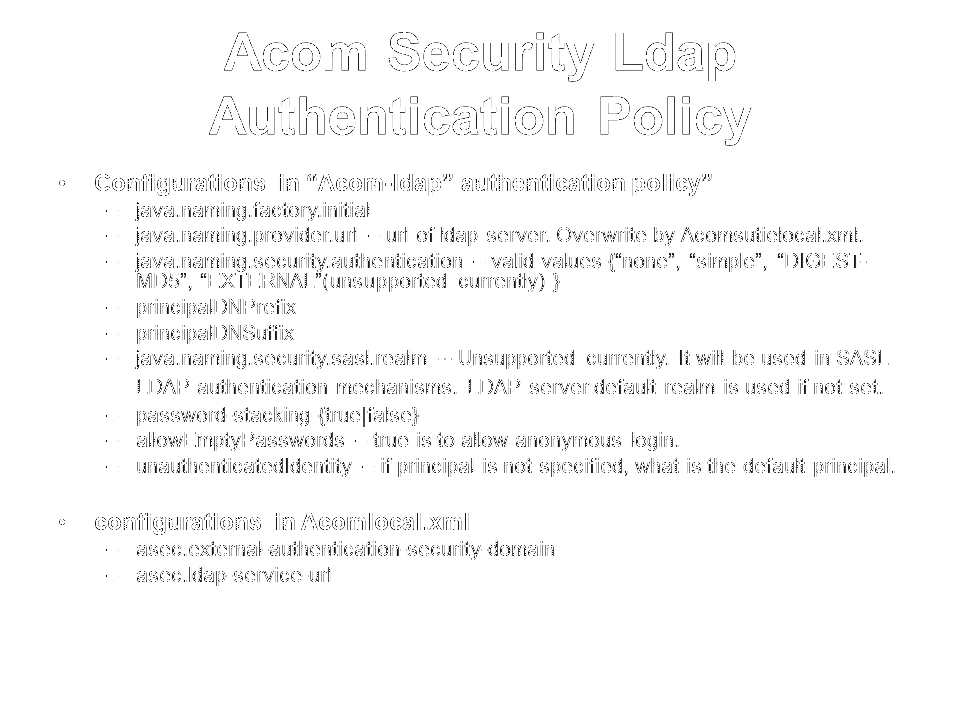 Acom Security Ldap
Authentication Policy
• Configurations in “Acom-ldap” authentication policy”
– java.naming.factory.initial
– java.naming.provider.url – url of ldap server. Overwrite by Acomsutielocal.xml.
– java.naming.security.authentication – valid values {“none”, “simple”, “DIGEST-
MD5”, “EXTERNAL”(unsupported currently) }
– principalDNPrefix
– principalDNSuffix
– java.naming.security.sasl.realm – Unsupported currently. It will be used in SASL
LDAP authentication mechanisms. LDAP server default realm is used if not set.
– password-stacking {true|false}
– allowEmptyPasswords – true is to allow anonymous login.
– unauthenticatedIdentity – if principal is not specified, what is the default principal.
• configurations in Acomlocal.xml
– asec.external-authentication-security-domain
– asec.ldap-service-url